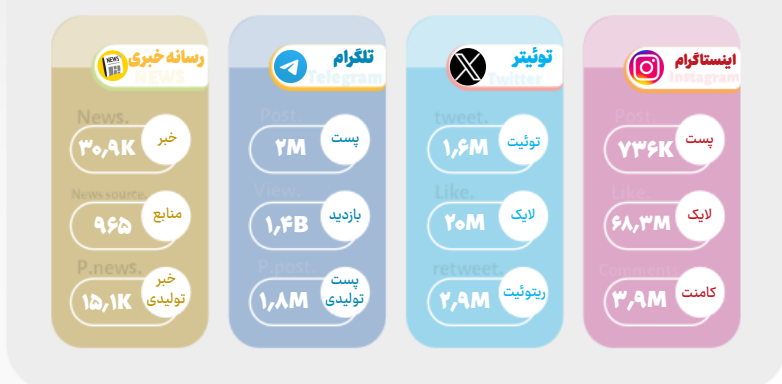 اینستاگرام
Instagram
Post.
پست
۷۳۶K
Like.
لایک
۶۸٫۳M
Comments.
کامنت
۳٫۹M
توئیتر
Twitter
tweet.
توئیت
۱٫۶M
Like.
لایک
۲۰M
retweet.
ریتوئیت
۲٫۹M
تلگرام
Telegram
Post.
پست
۲M
View.
بازدید
۱٫۴B
P.post.
پست
تولیدی
۱٫۸M
رسانه خبری
NEWS
NEWS
News.
خبر
۳۰٫۹K
News source.
منابع
۹۶۵
P.news.
خبر
تولیدی
۱۵٫۱K